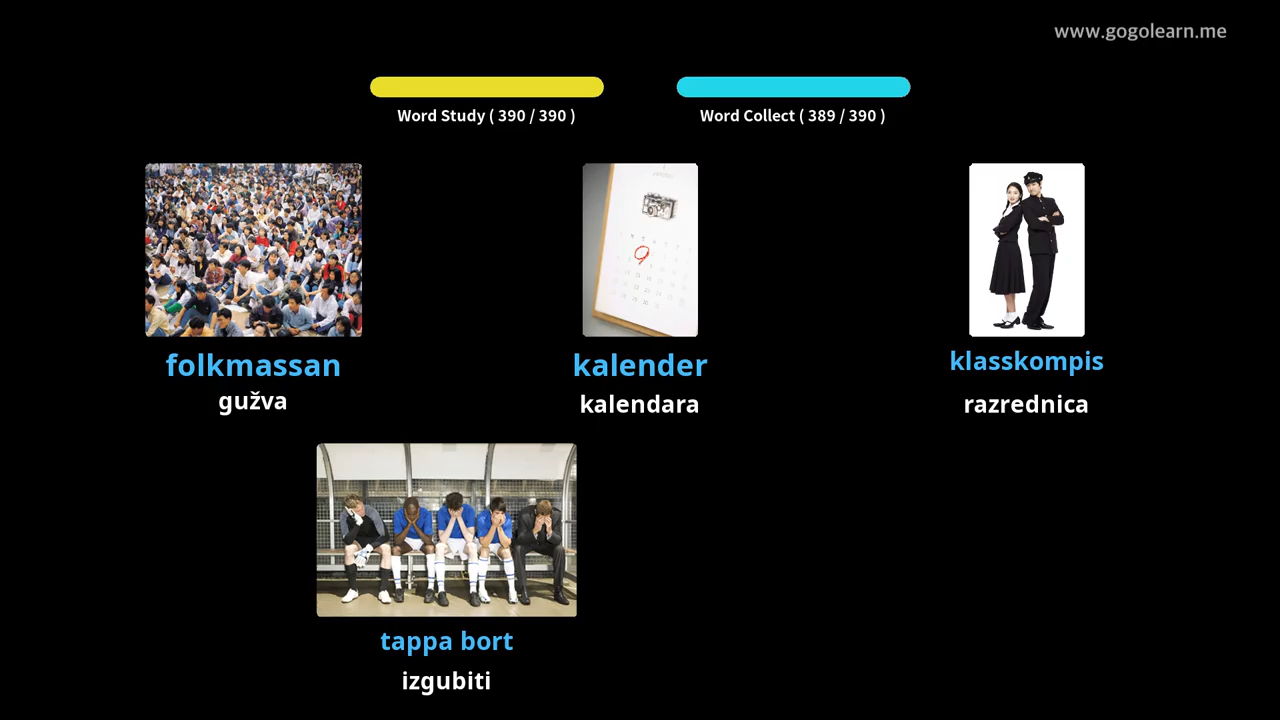 www.gogolearn.me
Word Study ( 390 / 390 )
Word Collect ( 389 / 390 )
folkmassan
gužva
kalender
kalendara
klasskompis
razrednica
9
tappa bort
izgubiti